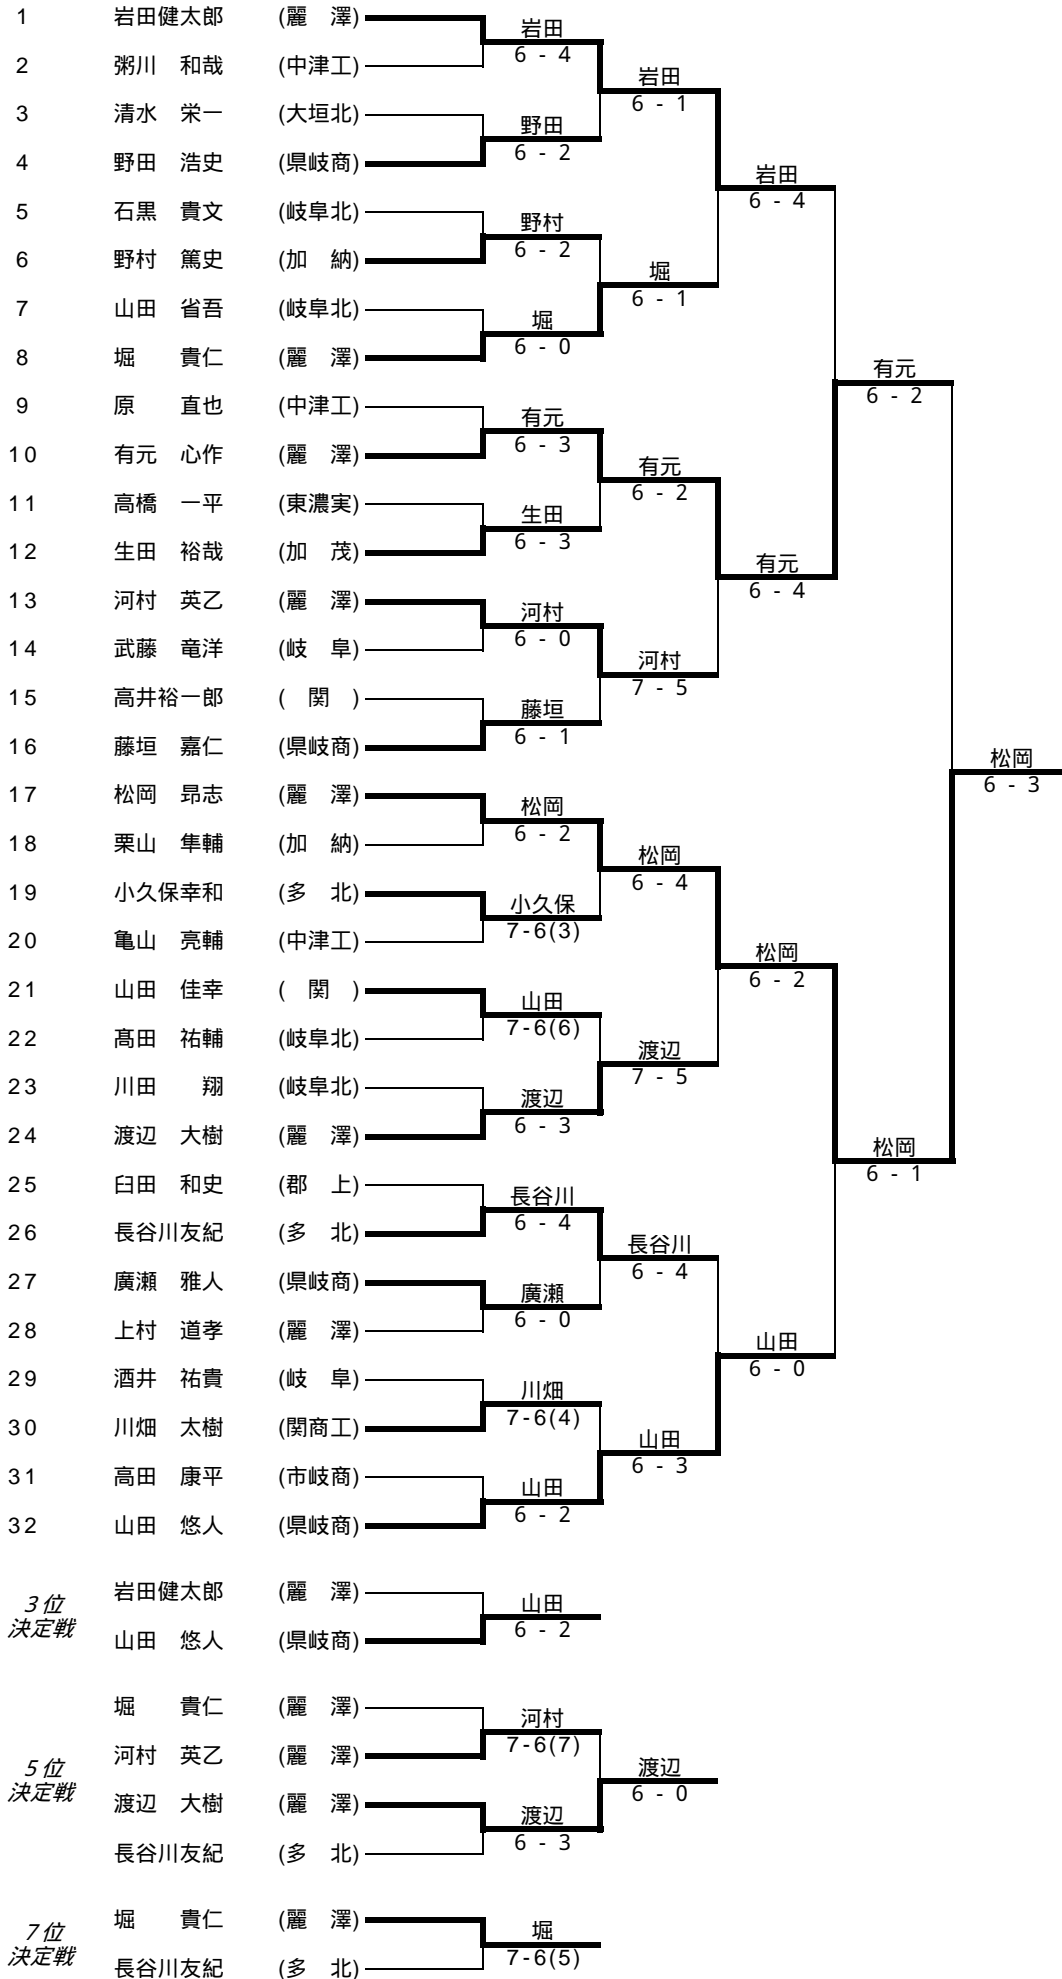 1 岩田健太郎 (麗 澤)
岩田
6 - 4
2 粥川 和哉 (中津工)
岩田
6 - 1
3 清水 栄一 (大垣北)
野田
6 - 2
4 野田 浩史 (県岐商)
岩田
6 - 4
5 石黒 貴文 (岐阜北)
野村
6 - 2
6 野村 篤史 (加 納)
堀
6 - 1
7 山田 省吾 (岐阜北)
堀
6 - 0
8 堀 貴仁 (麗 澤)
有元
6 - 2
9 原 直也 (中津工)
有元
6 - 3
10 有元 心作 (麗 澤)
有元
6 - 2
11 高橋 一平 (東濃実)
生田
6 - 3
12 生田 裕哉 (加 茂)
有元
6 - 4
13 河村 英乙 (麗 澤)
河村
6 - 0
14 武藤 竜洋 (岐 阜)
河村
7 - 5
15 高井裕一郎 ( 関 )
藤垣
6 - 1
16 藤垣 嘉仁 (県岐商)
松岡
6 - 3
17 松岡 昻志 (麗 澤)
松岡
6 - 2
18 栗山 隼輔 (加 納)
松岡
6 - 4
19 小久保幸和 (多 北)
小久保
7-6(3)
20 亀山 亮輔 (中津工)
松岡
6 - 2
21 山田 佳幸 ( 関 )
山田
7-6(6)
22 髙田 祐輔 (岐阜北)
渡辺
7 - 5
23 川田 翔 (岐阜北)
渡辺
6 - 3
24 渡辺 大樹 (麗 澤)
松岡
6 - 1
25 臼田 和史 (郡 上)
長谷川
6 - 4
26 長谷川友紀 (多 北)
長谷川
6 - 4
27 廣瀬 雅人 (県岐商)
廣瀬
6 - 0
28 上村 道孝 (麗 澤)
山田
6 - 0
29 酒井 祐貴 (岐 阜)
川畑
7-6(4)
30 川畑 太樹 (関商工)
山田
6 - 3
31 高田 康平 (市岐商)
山田
6 - 2
32 山田 悠人 (県岐商)
3位
決定戦
岩田健太郎 (麗 澤)
山田
6 - 2
山田 悠人 (県岐商)
5位
決定戦
堀 貴仁 (麗 澤)
河村
7-6(7)
河村 英乙 (麗 澤)
渡辺
6 - 0
渡辺 大樹 (麗 澤)
渡辺
6 - 3
長谷川友紀 (多 北)
7位
決定戦
堀 貴仁 (麗 澤)
堀
7-6(5)
長谷川友紀 (多 北)